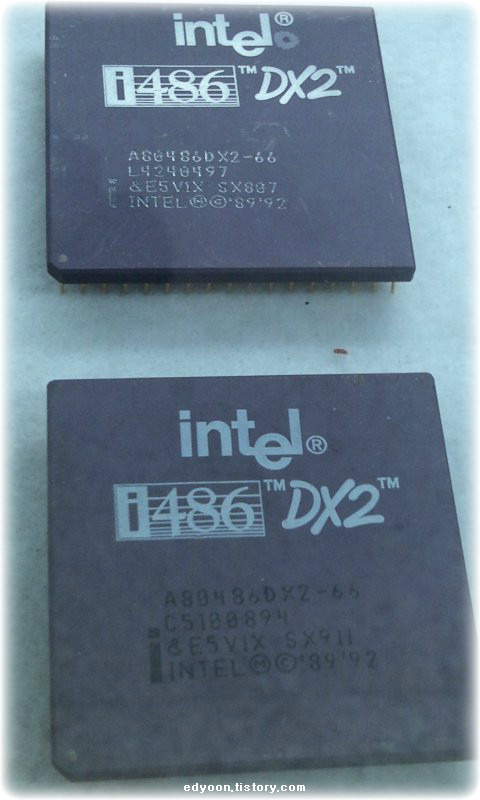 intel®
i486™ DX2™
A80486DX2-66
L4240497
i &E5V1X SX807
INTEL Ⓜ©'89'92
intel®
i486™ DX2™
A80486DX2-66
C5100894
i &E5V1X SX911
INTEL Ⓜ©'89'92
edyoon.tistory.com